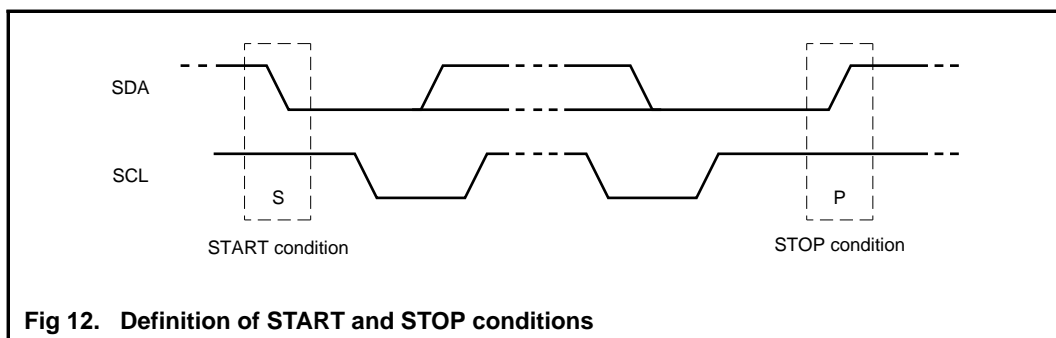 SDA
SCL
S
P
START condition
STOP condition
Fig 12. Definition of START and STOP conditions